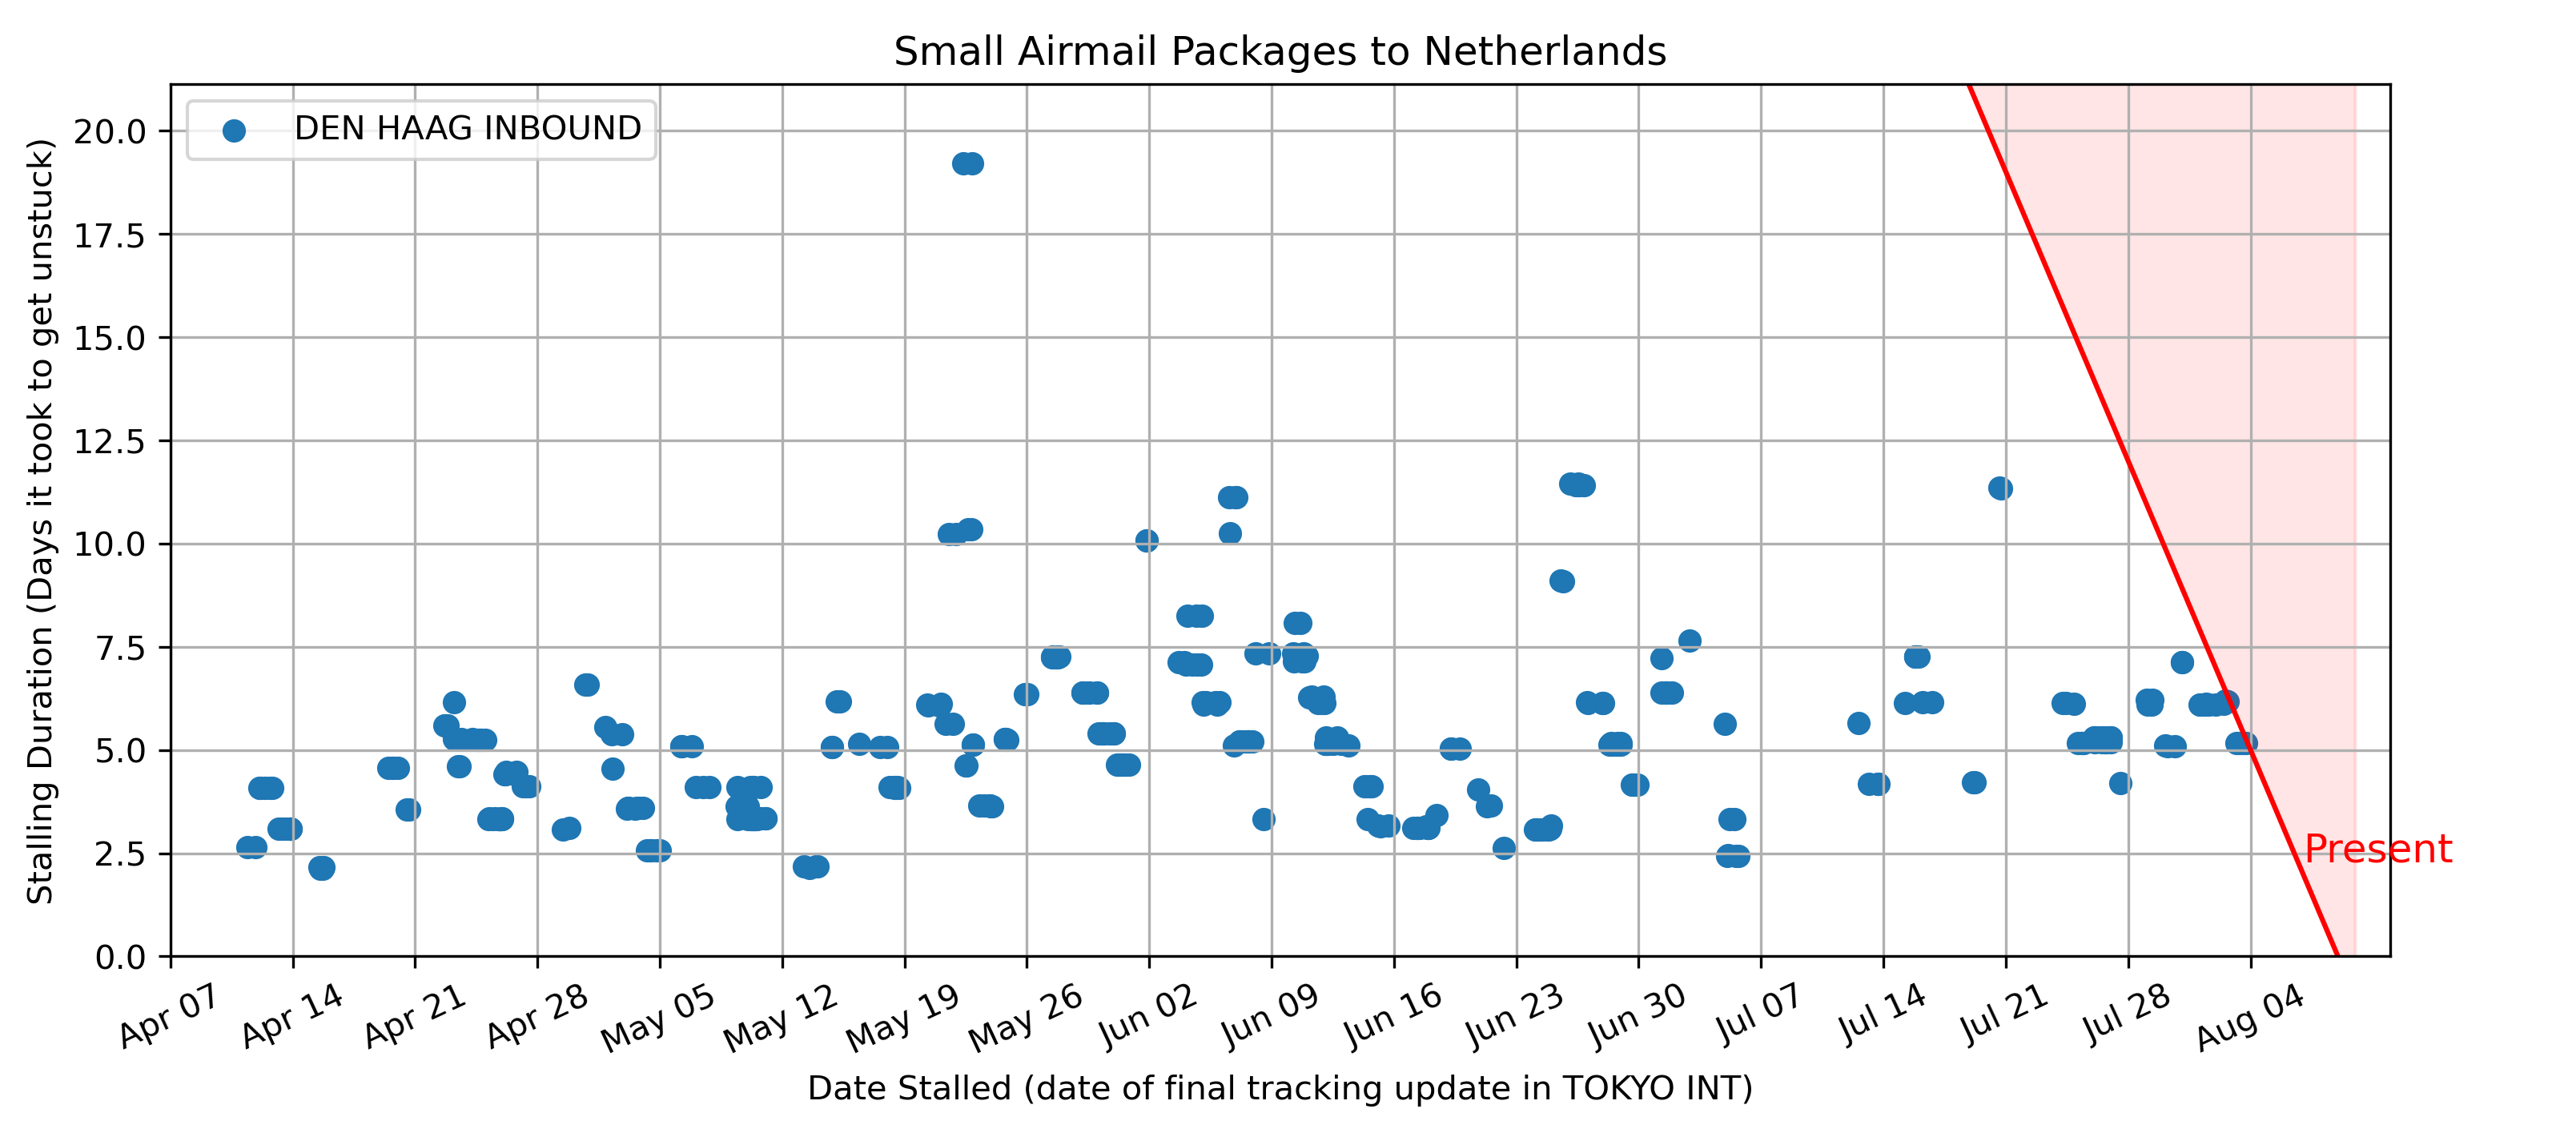 Small Airmail Packages to Netherlands
DEN HAAG INBOUND
Stalling Duration (Days it took to get unstuck)
20.0
17.5
15.0
12.5
10.0
7.5
5.0
2.5
0.0
Present
Apr 07
Apr 14
Apr 21
Apr 28
May 05
May 12
May 19
May 26
Jun 02
Jun 09
Jun 16
Jun 23
Jun 30
Jul 07
Jul 14
Jul 21
Jul 28
Aug 04
Date Stalled (date of final tracking update in TOKYO INT)